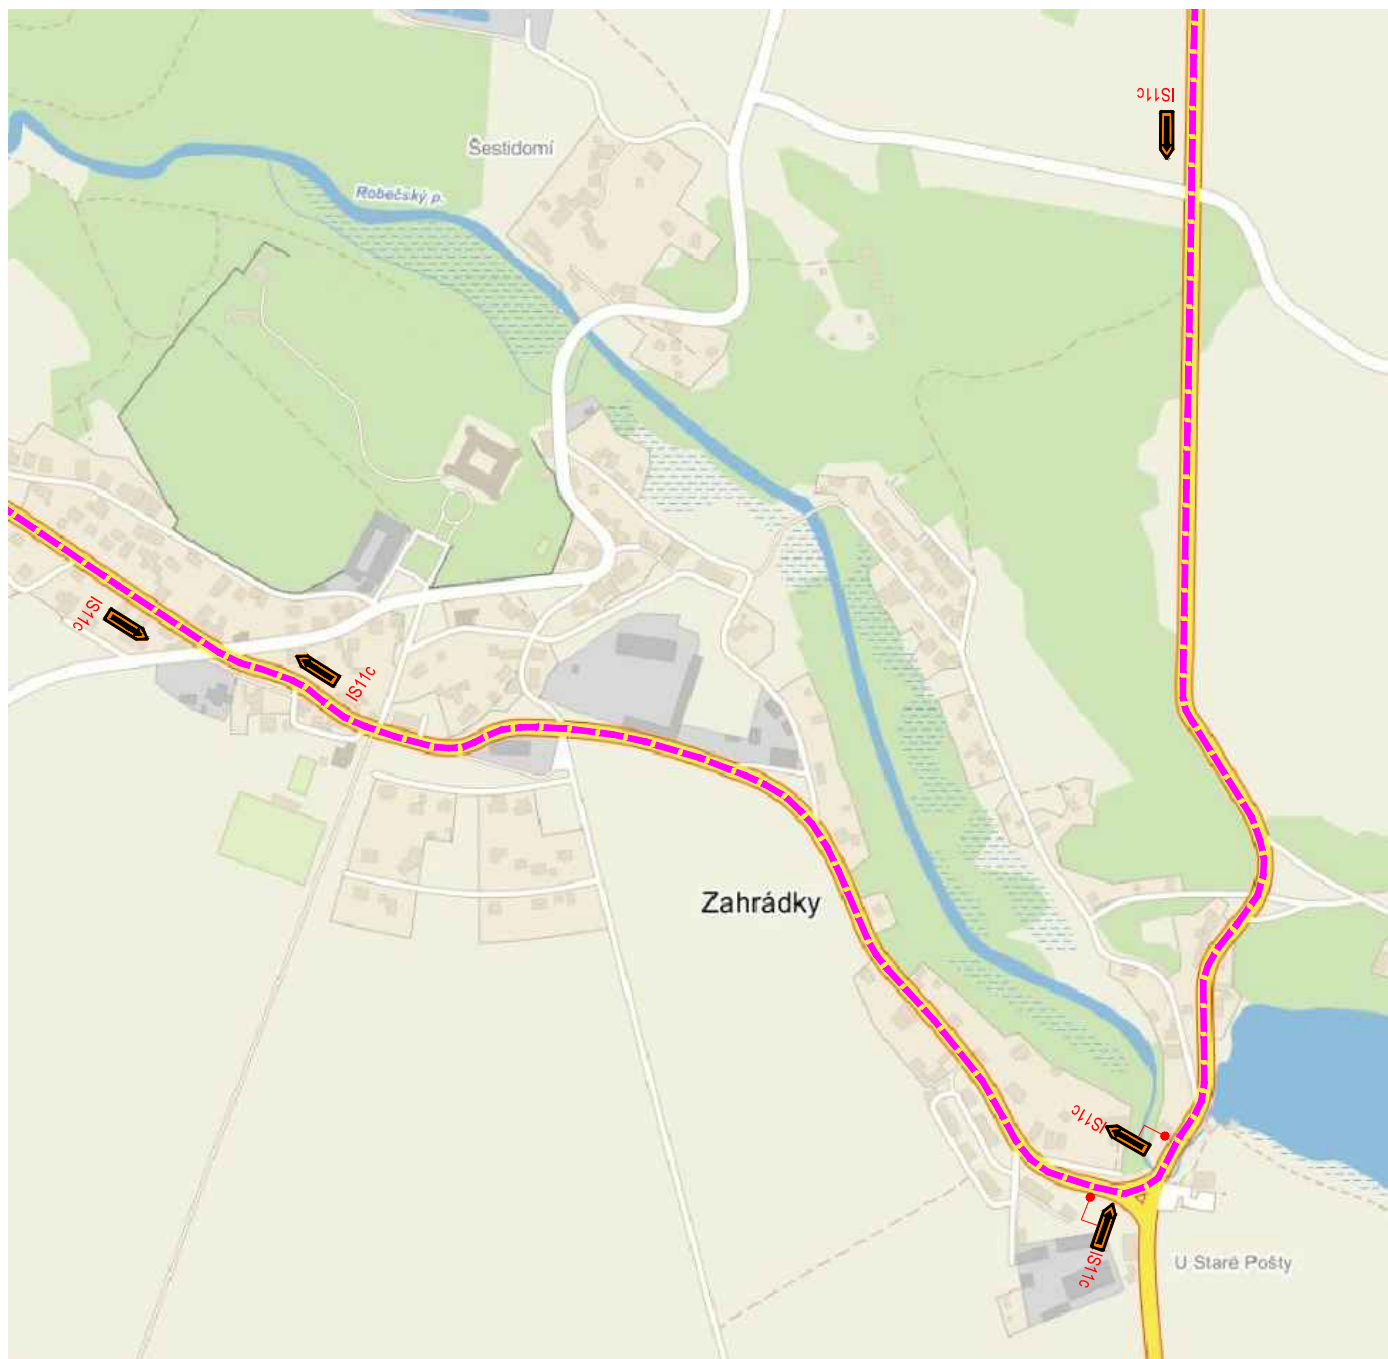 IS11c
Šestidomí
Robečský p.
IS11c
IS11c
Zahrádky
IS11c
IS11c
U Staré Pošty